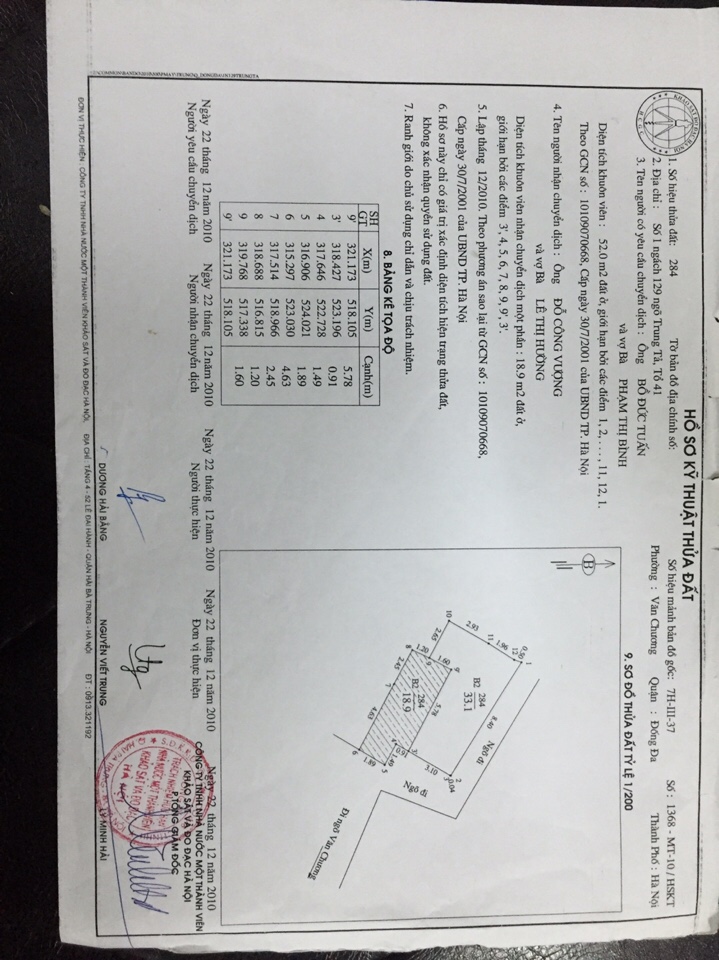 HỒ SƠ KỸ THUẬT THỬA ĐẤT
1. Số hiệu thửa đất: 284 Tờ bản đồ địa chính số: Số hiệu mảnh bản đồ gốc: 7H-III-37 Số : 1368 - MT-10 / HSKT
2. Địa chỉ : Số 1 ngách 129 ngõ Trung Tả, Tổ 41 Phường : Văn Chương Quận : Đống Đa Thành Phố : Hà Nội
3. Tên người có yêu cầu chuyển dịch : Ông BỒ ĐỨC TUẤN
và vợ Bà PHẠM THỊ BÌNH
Diện tích khuôn viên : 52.0 m2 đất ở, giới hạn bởi các điểm 1, 2, . . . , 11, 12, 1.
Theo GCN số : 10109070668, Cấp ngày 30/7/2001 của UBND TP. Hà Nội
4. Tên người nhận chuyển dịch : Ông ĐỖ CÔNG VƯƠNG
và vợ Bà LÊ THỊ HƯỜNG
Diện tích khuôn viên nhận chuyển dịch một phần : 18.9 m2 đất ở,
giới hạn bởi các điểm 3', 4, 5, 6, 7, 8, 9, 9', 3'.
5. Lập tháng 12/2010. Theo phương án sao lại từ GCN số : 10109070668,
Cấp ngày 30/7/2001 của UBND TP. Hà Nội
6. Hồ sơ này chỉ có giá trị xác định diện tích hiện trạng thửa đất,
không xác nhận quyền sử dụng đất.
7. Ranh giới do chủ sử dụng chỉ dẫn và chịu trách nhiệm.
8. BẢNG KÊ TỌA ĐỘ
SH GT X(m) Y(m) Cạnh(m)
9' 321.173 518.105
5.78
3' 318.427 523.196
0.91
4 317.646 522.728
1.49
5 316.906 524.021
1.89
6 315.297 523.030
4.63
7 317.514 518.966
2.45
8 318.688 516.815
1.20
9 319.768 517.338
1.60
9' 321.173 518.105
9. SƠ ĐỒ THỬA ĐẤT TỶ LỆ 1/200
B
1
8.30
Ngõ đi
12
1.98
11
2.93
10
2.65
B2 284 33.1
2
0.04
3
3.10
Ngõ đi
9'
1.60
9
1.20
8
5.78
3'
0.91
4
B2 284 18.9
2.45
7
4.63
5
1.89
6
Đi ngõ Văn Chương
Ngày 22 tháng 12 năm 2010 Ngày 22 tháng 12 năm 2010 Ngày 22 tháng 12 năm 2010 Ngày 22 tháng 12 năm 2010 Ngày 22 tháng 12 năm 2010
Người yêu cầu chuyển dịch Người nhận chuyển dịch Người thực hiện Đơn vị thực hiện CÔNG TY TNHH NHÀ NƯỚC MỘT THÀNH VIÊN
KHẢO SÁT VÀ ĐO ĐẠC HÀ NỘI
P.TỔNG GIÁM ĐỐC
DƯƠNG HẢI BẰNG NGUYỄN VIẾT TRUNG LÝ MINH HẢI
ĐƠN VỊ THỰC HIỆN : CÔNG TY TNHH NHÀ NƯỚC MỘT THÀNH VIÊN KHẢO SÁT VÀ ĐO ĐẠC HÀ NỘI. ĐỊA CHỈ : TẦNG 4 - 52 LÊ ĐẠI HÀNH - QUẬN HAI BÀ TRƯNG - HÀ NỘI ĐT : 0913.321192